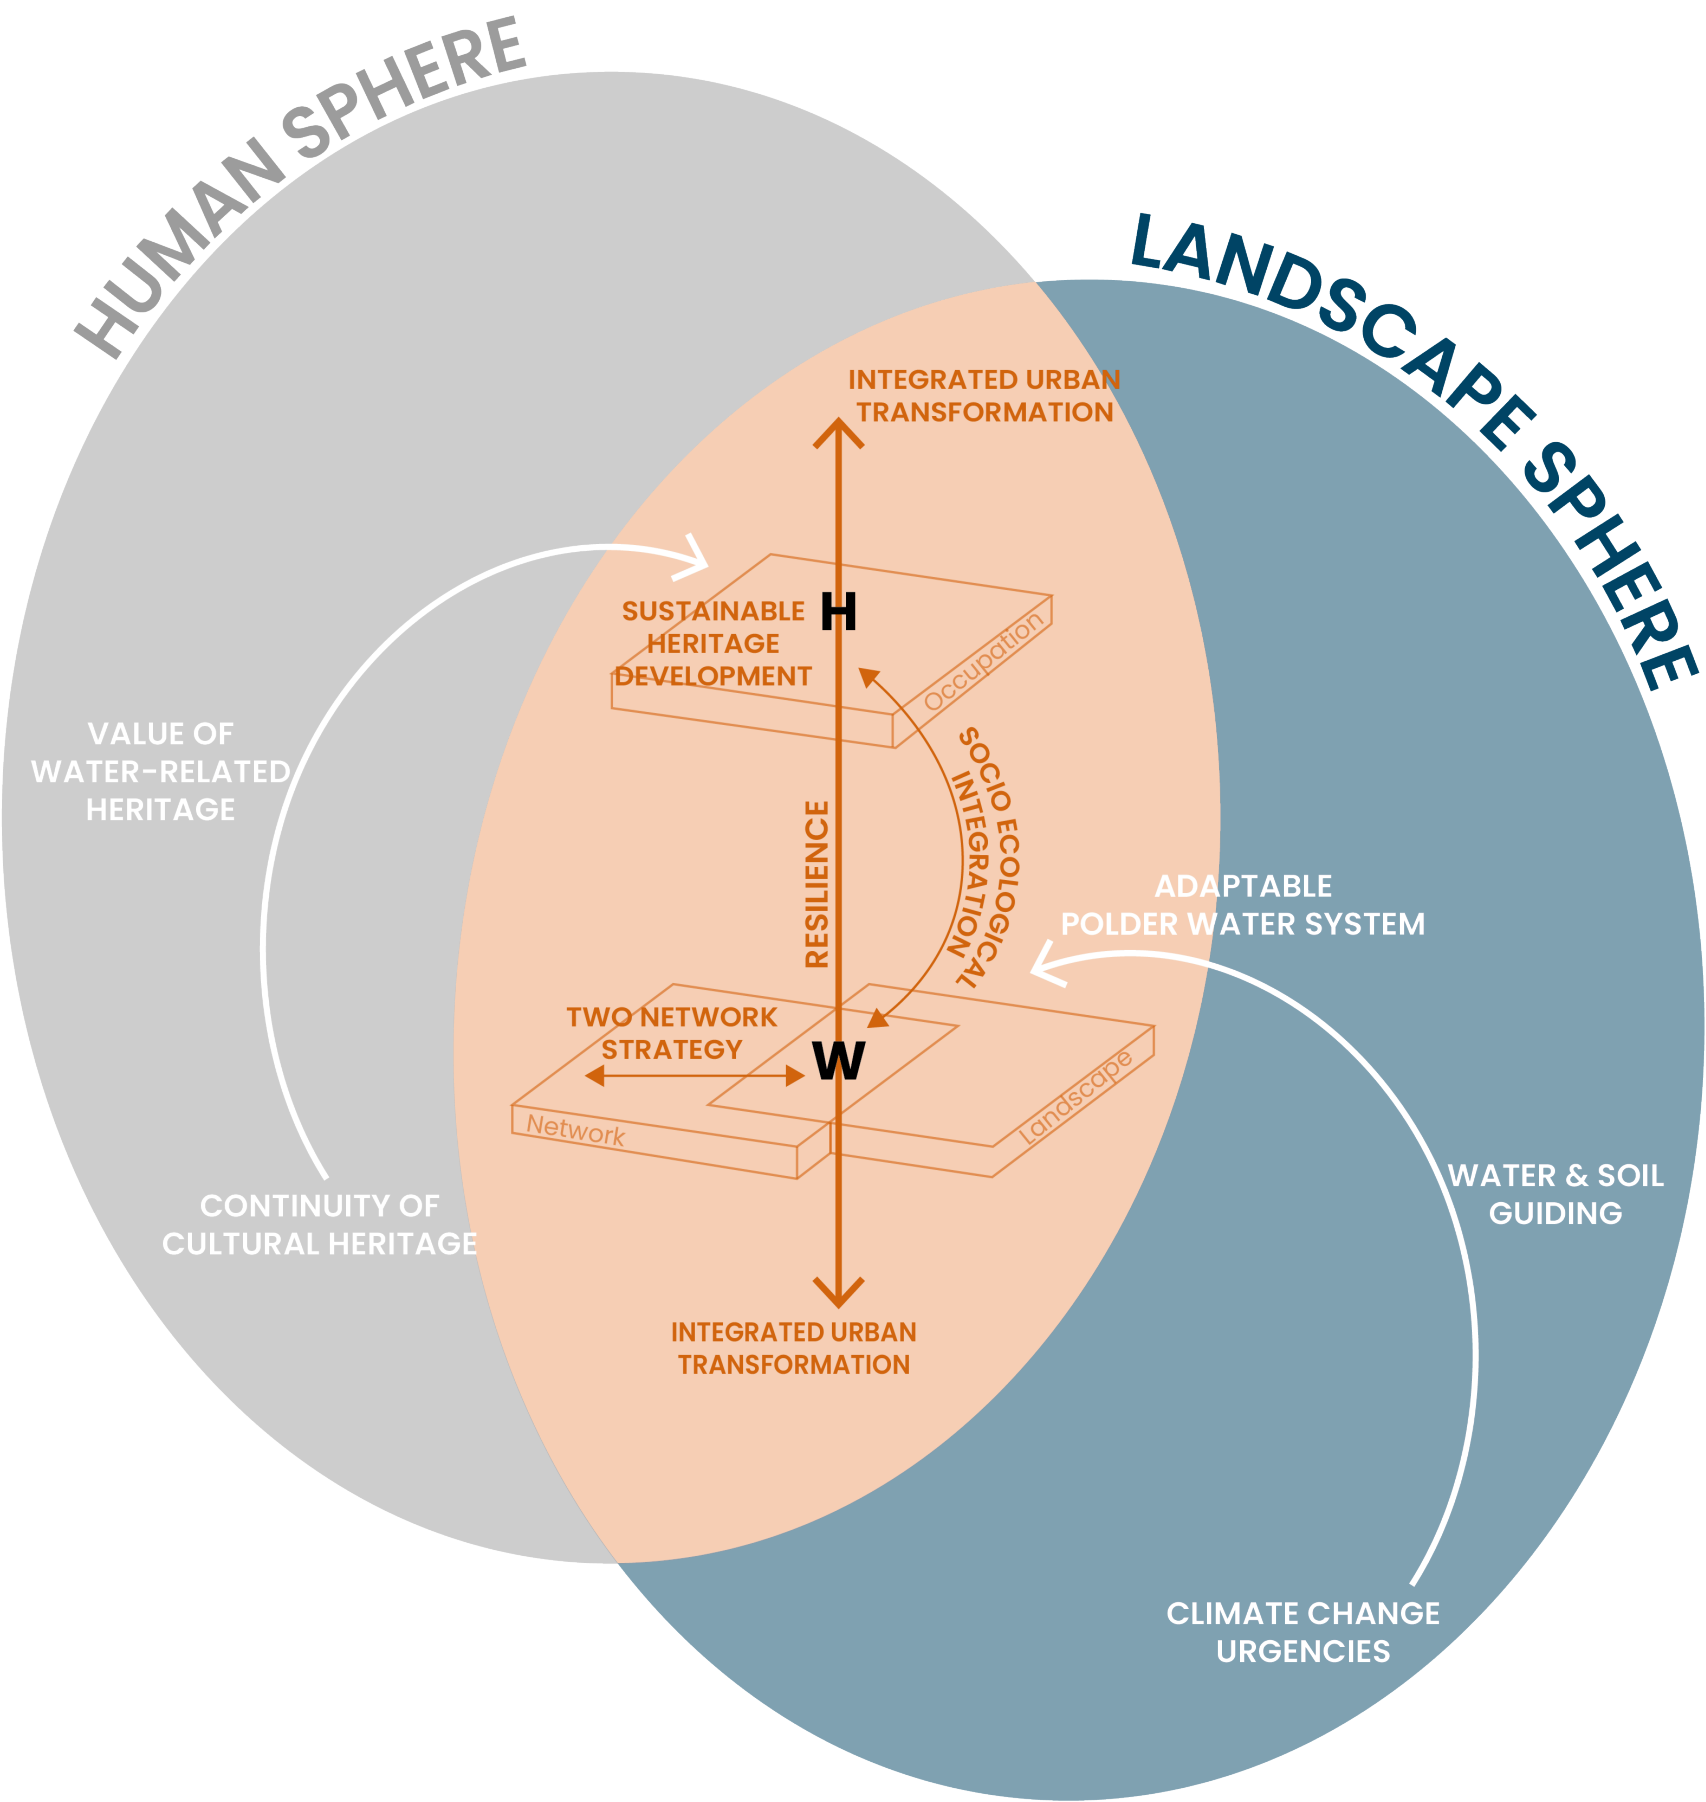 HUMAN SPHERE
LANDSCAPE SPHERE
INTEGRATED URBAN
TRANSFORMATION
SUSTAINABLE
HERITAGE
DEVELOPMENT
H
Occupation
VALUE OF
WATER-RELATED
HERITAGE
RESILIENCE
SOCIO ECOLOGICAL
INTEGRATION
ADAPTABLE
POLDER WATER SYSTEM
TWO NETWORK
STRATEGY
W
Network
Landscape
CONTINUITY OF
CULTURAL HERITAGE
WATER & SOIL
GUIDING
INTEGRATED URBAN
TRANSFORMATION
CLIMATE CHANGE
URGENCIES